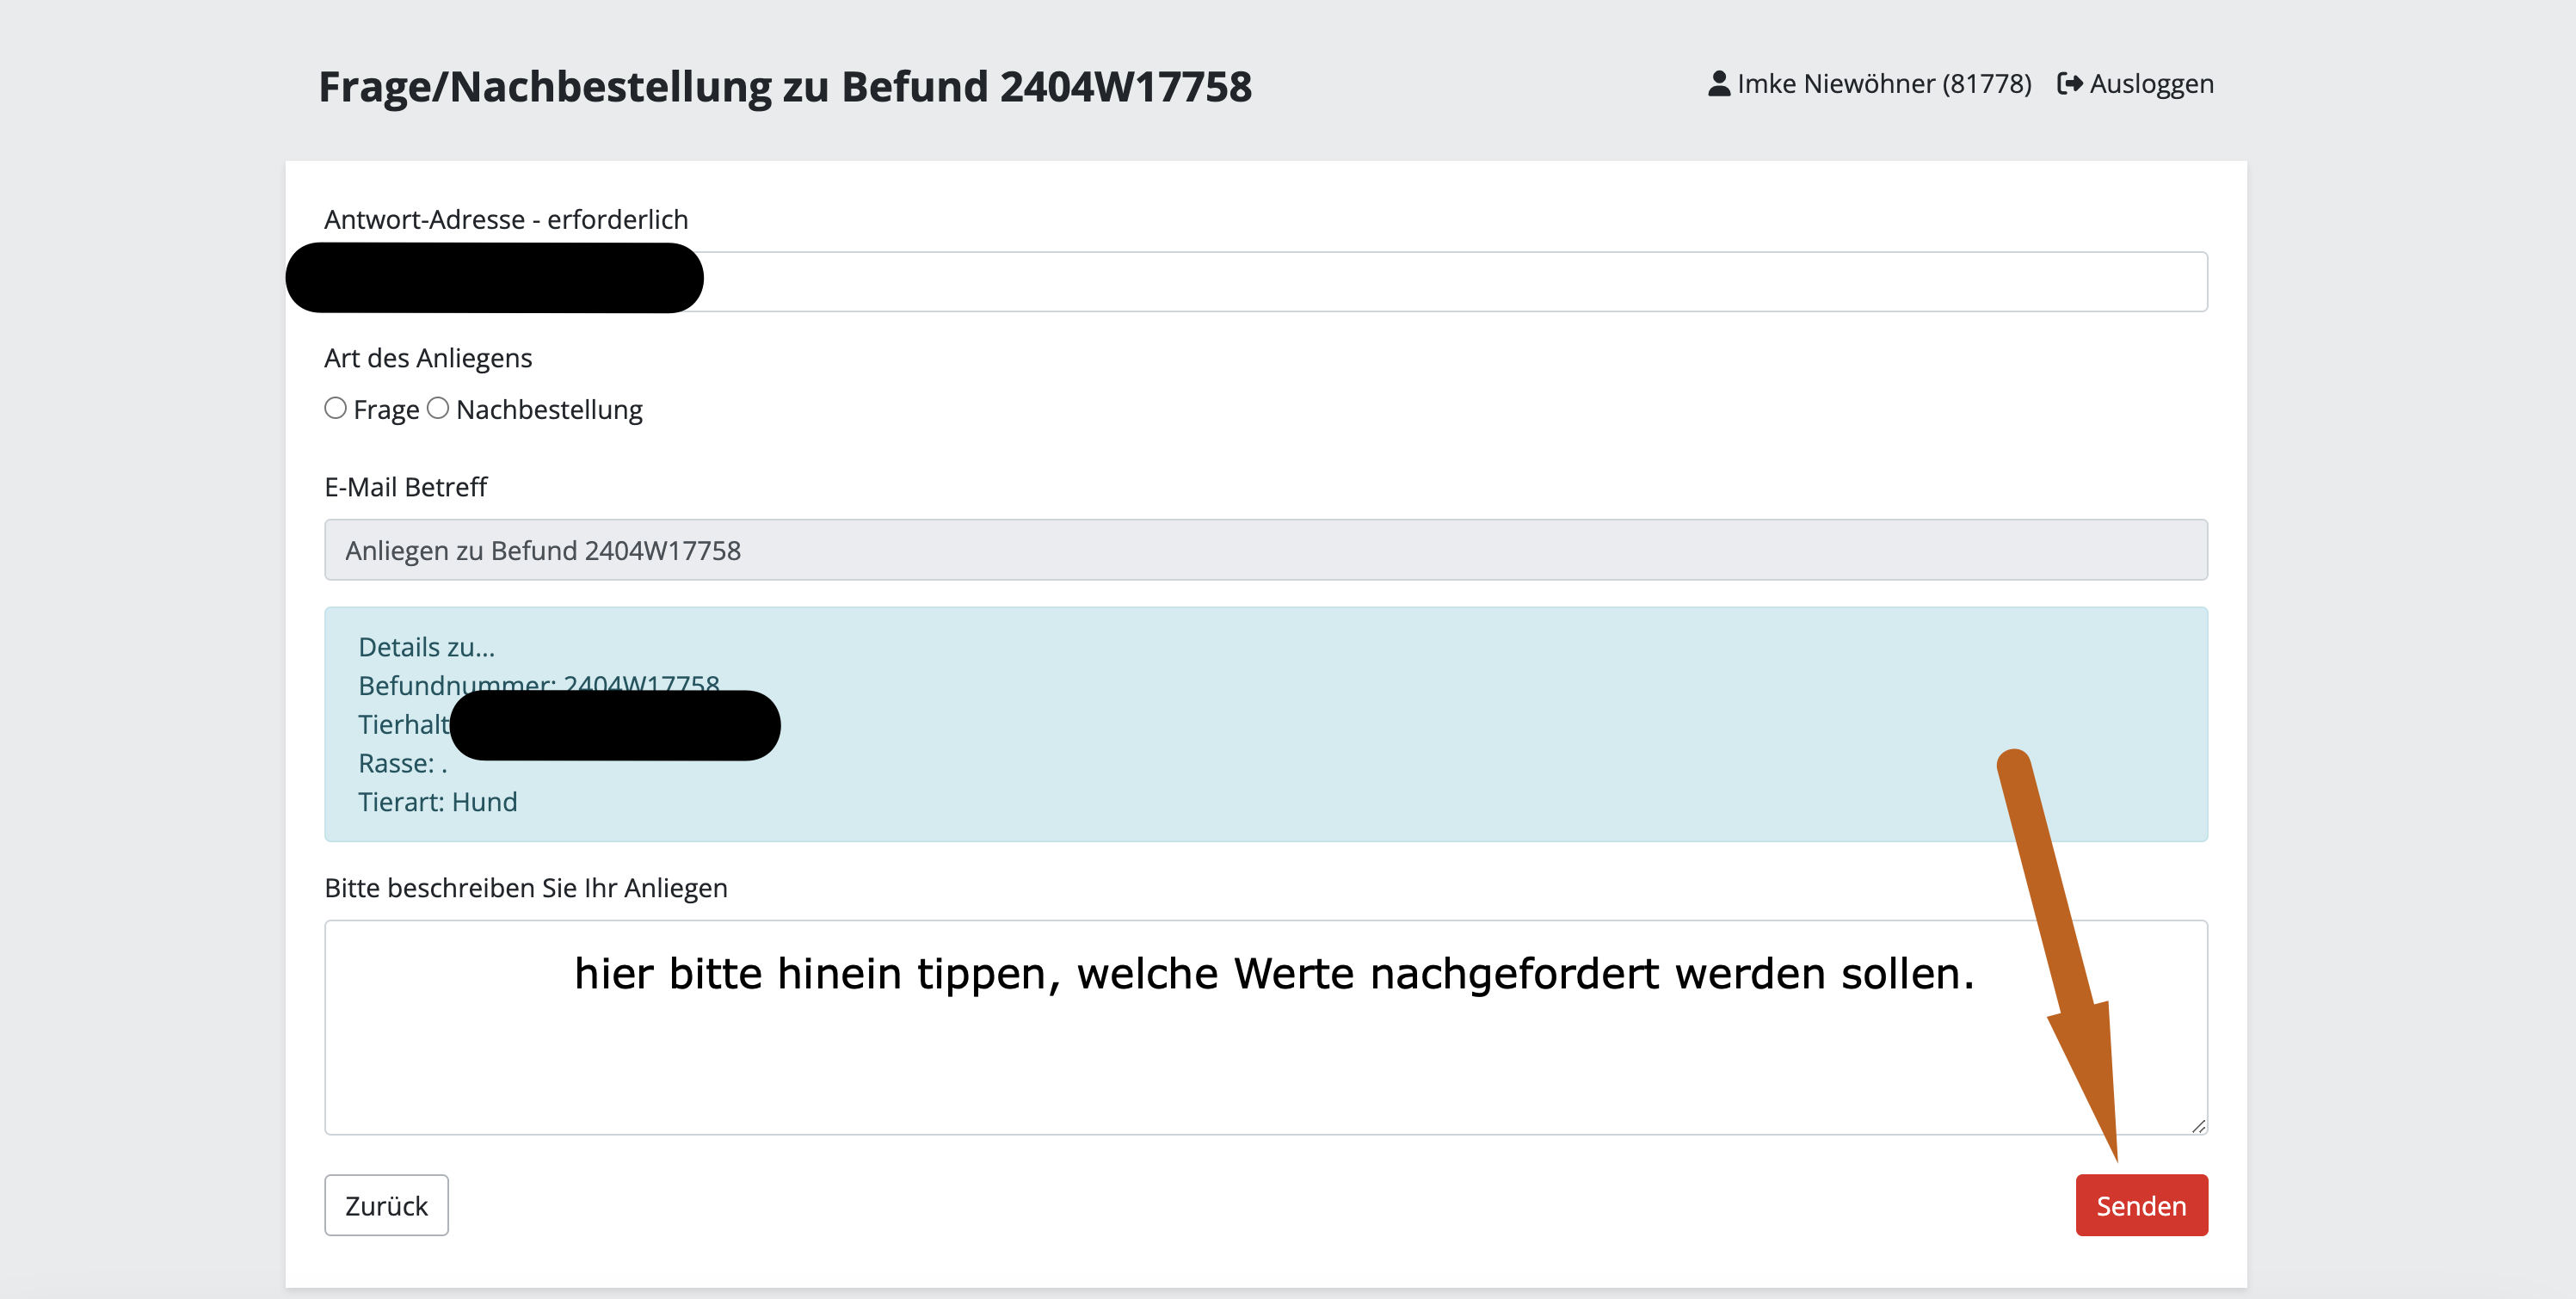 Frage/Nachbestellung zu Befund 2404W17758
Imke Niewöhner (81778) Ausloggen
Antwort-Adresse - erforderlich
Art des Anliegens
Frage Nachbestellung
E-Mail Betreff
Anliegen zu Befund 2404W17758
Details zu...
Befundnummer: 2404W17758
Tierhalt
Rasse: .
Tierart: Hund
Bitte beschreiben Sie Ihr Anliegen
hier bitte hinein tippen, welche Werte nachgefordert werden sollen.
Zurück
Senden